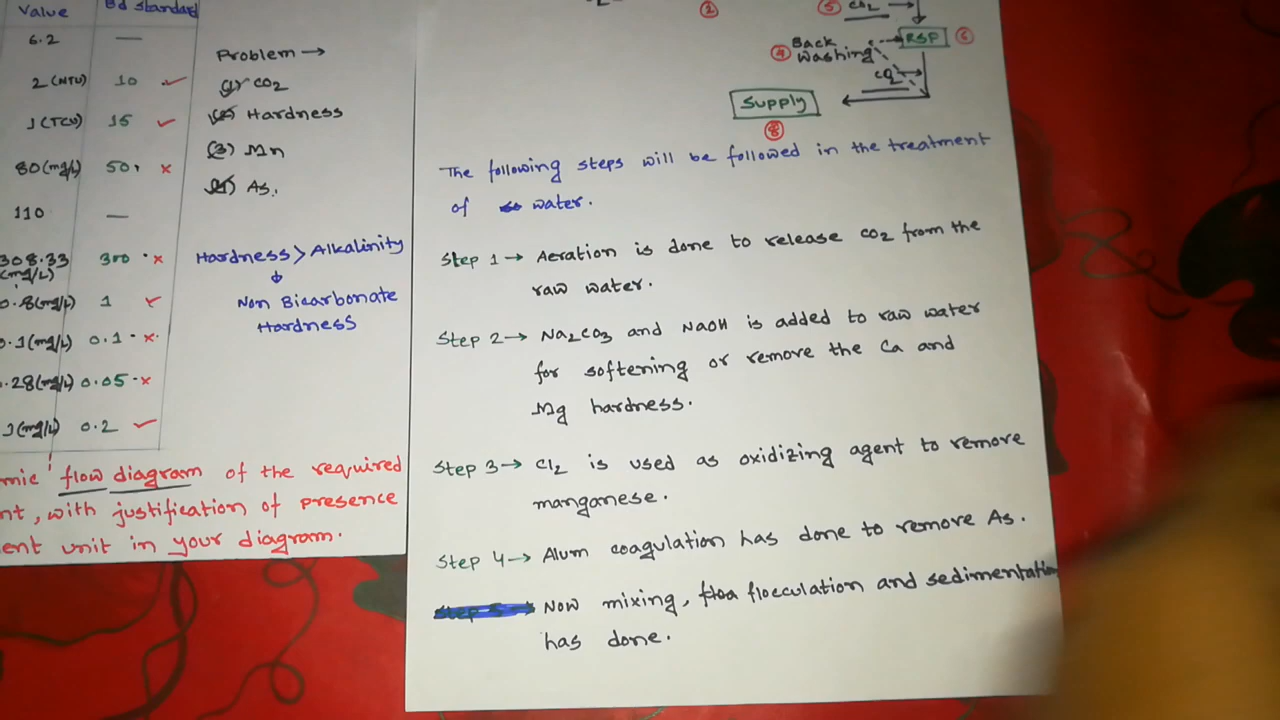 Value Bd standard
6.2 —
2 (NTU) 10 ✓
1 (TCU) 15 ✓
80 (mg/L) 50 ×
110 —
308.33 (mg/L) 300 ×
0.8 (mg/L) 1 ✓
0.1 (mg/L) 0.1 ×
.28 (mg/L) 0.05 ×
(mg/L) 0.2 ✓
Problem →
(1) CO2
Hardness
(3) Mn
As.
Hardness > Alkalinity
↓
Non Bicarbonate
Hardness
flow diagram of the required
with justification of presence
unit in your diagram.
②
⑤ CO2 →
④ Back
washing
RSF ⑥
Supply
⑧
The following steps will be followed in the treatment
of water.
Step 1 → Aeration is done to release CO2 from the
raw water.
Step 2 → Na2CO3 and NaOH is added to raw water
for softening or remove the Ca and
Mg hardness.
Step 3 → Cl2 is used as oxidizing agent to remove
manganese.
Step 4 → Alum coagulation has done to remove As.
Now mixing, flocculation and sedimentation
has done.